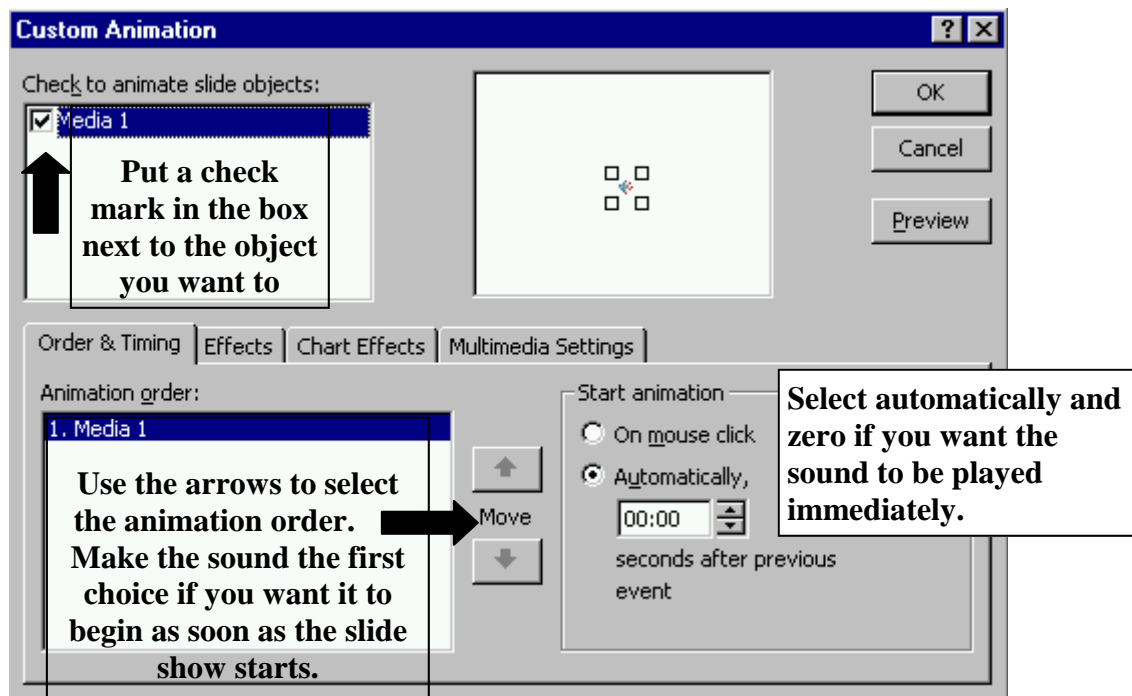 Custom Animation
Check to animate slide objects:
Media 1
Put a check
mark in the box
next to the object
you want to
OK
Cancel
Preview
Order & Timing
Effects
Chart Effects
Multimedia Settings
Animation order:
1. Media 1
Use the arrows to select
the animation order.
Make the sound the first
choice if you want it to
begin as soon as the slide
show starts.
Move
Start animation
On mouse click
Automatically,
00:00
seconds after previous
event
Select automatically and
zero if you want the
sound to be played
immediately.